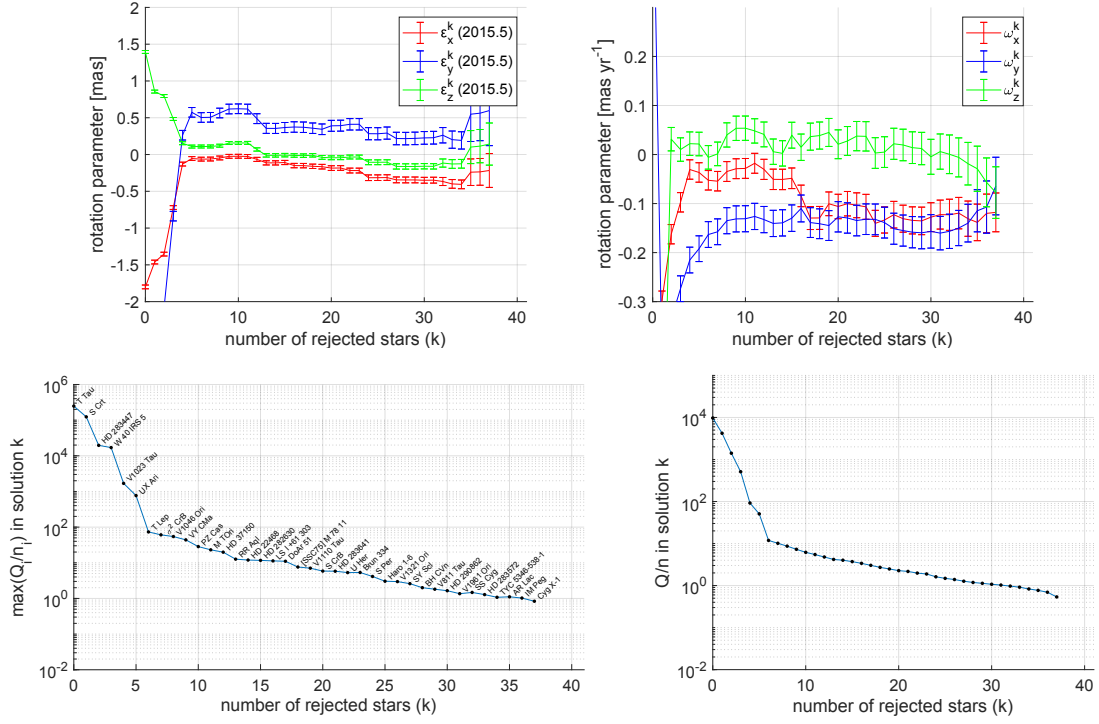 2
1.5
1
0.5
0
-0.5
-1
-1.5
-2
0
10
20
30
40
rotation parameter [mas]
number of rejected stars (k)
ε_x^k (2015.5)
ε_y^k (2015.5)
ε_z^k (2015.5)
0.2
0.1
0
-0.1
-0.2
-0.3
0
10
20
30
40
rotation parameter [mas yr^-1]
number of rejected stars (k)
ω_x^k
ω_y^k
ω_z^k
10^6
10^4
10^2
10^0
10^-2
0
5
10
15
20
25
30
35
40
max(Q_i/n_i) in solution k
number of rejected stars (k)
T Tau
S Crt
HD 283447
W 40 IRS 5
V1023 Tau
UX Ari
T Lep
σ^2 CrB
V1046 Ori
VY CMa
PZ Cas
M TOri
HD 37150
RR Aql
HD 22468
HD 282630
LS I +61 303
DoAr 51
[SSC75] M 78 11
V1110 Tau
S CrB
HD 283641
U Her
Brun 334
S Per
Haro 1-6
V1321 Ori
SY Scl
BH CVn
V811 Tau
HD 290862
V1961 Ori
SS Cyg
HD 283572
TYC 5346-538-1
AR Lac
IM Peg
Cyg X-1
10^4
10^2
10^0
10^-2
0
10
20
30
40
Q/n in solution k
number of rejected stars (k)